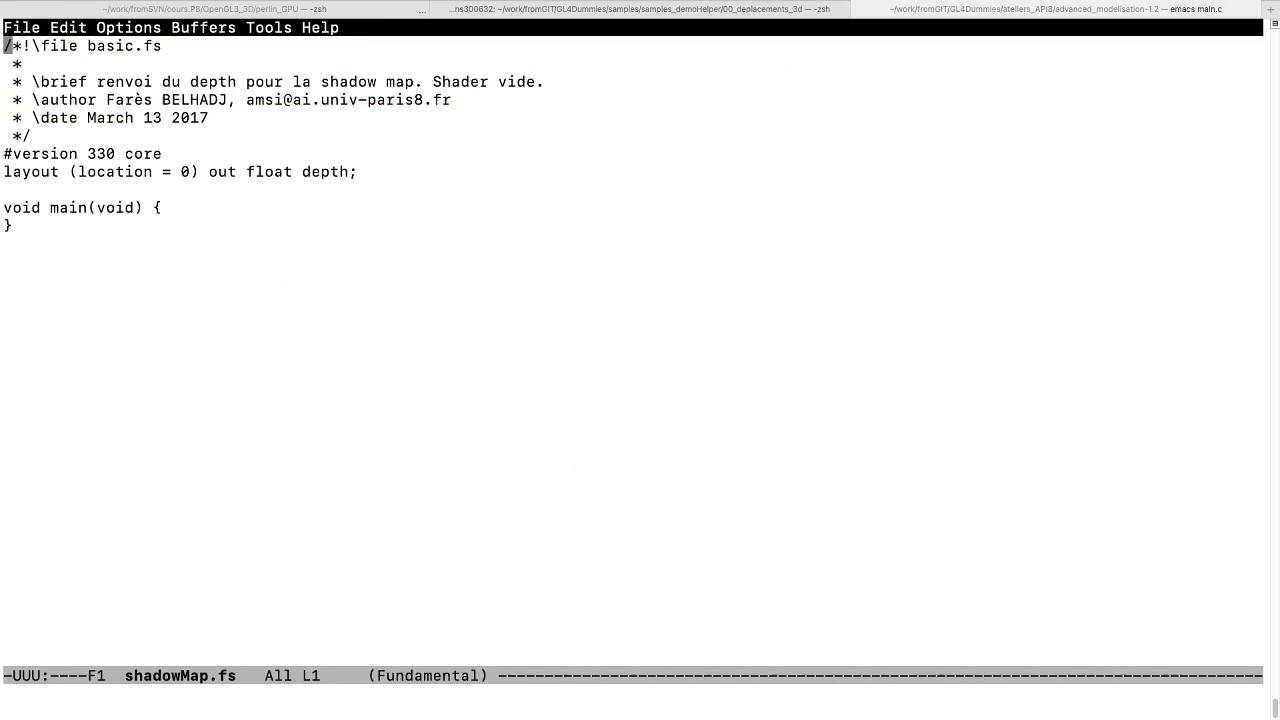 ~/work/fromSVN/cours.P8/OpenGL3_3D/perlin_GPU — -zsh ... ...ns300632: ~/work/fromGIT/GL4Dummies/samples/samples_demoHelper/00_deplacements_3d — -zsh ~/work/fromGIT/GL4Dummies/ateliers_API8/advanced_modelisation-1.2 — emacs main.c +
File Edit Options Buffers Tools Help
/*!\file basic.fs
 *
 * \brief renvoi du depth pour la shadow map. Shader vide.
 * \author Farès BELHADJ, amsi@ai.univ-paris8.fr
 * \date March 13 2017
 */
#version 330 core
layout (location = 0) out float depth;
void main(void) {
}
-UUU:----F1  shadowMap.fs   All L1     (Fundamental) ----------------------------------------------------------------------------------